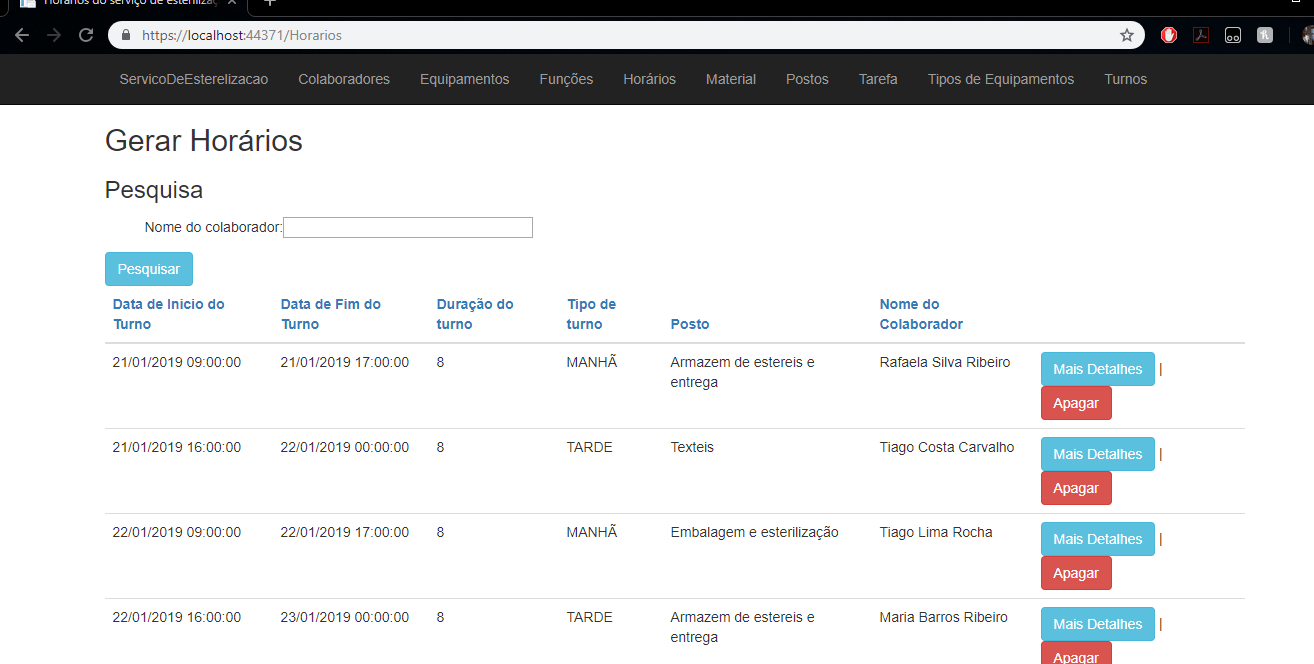 Horários do serviço de esteriliza
https://localhost:44371/Horarios
ServicoDeEsterelizacao Colaboradores Equipamentos Funções Horários Material Postos Tarefa Tipos de Equipamentos Turnos
Gerar Horários
Pesquisa
Nome do colaborador:
Pesquisar
Data de Inicio do Turno
Data de Fim do Turno
Duração do turno
Tipo de turno
Posto
Nome do Colaborador
21/01/2019 09:00:00 21/01/2019 17:00:00 8 MANHÃ Armazem de estereis e entrega Rafaela Silva Ribeiro Mais Detalhes |
Apagar
21/01/2019 16:00:00 22/01/2019 00:00:00 8 TARDE Texteis Tiago Costa Carvalho Mais Detalhes |
Apagar
22/01/2019 09:00:00 22/01/2019 17:00:00 8 MANHÃ Embalagem e esterilização Tiago Lima Rocha Mais Detalhes |
Apagar
22/01/2019 16:00:00 23/01/2019 00:00:00 8 TARDE Armazem de estereis e entrega Maria Barros Ribeiro Mais Detalhes |
Apagar